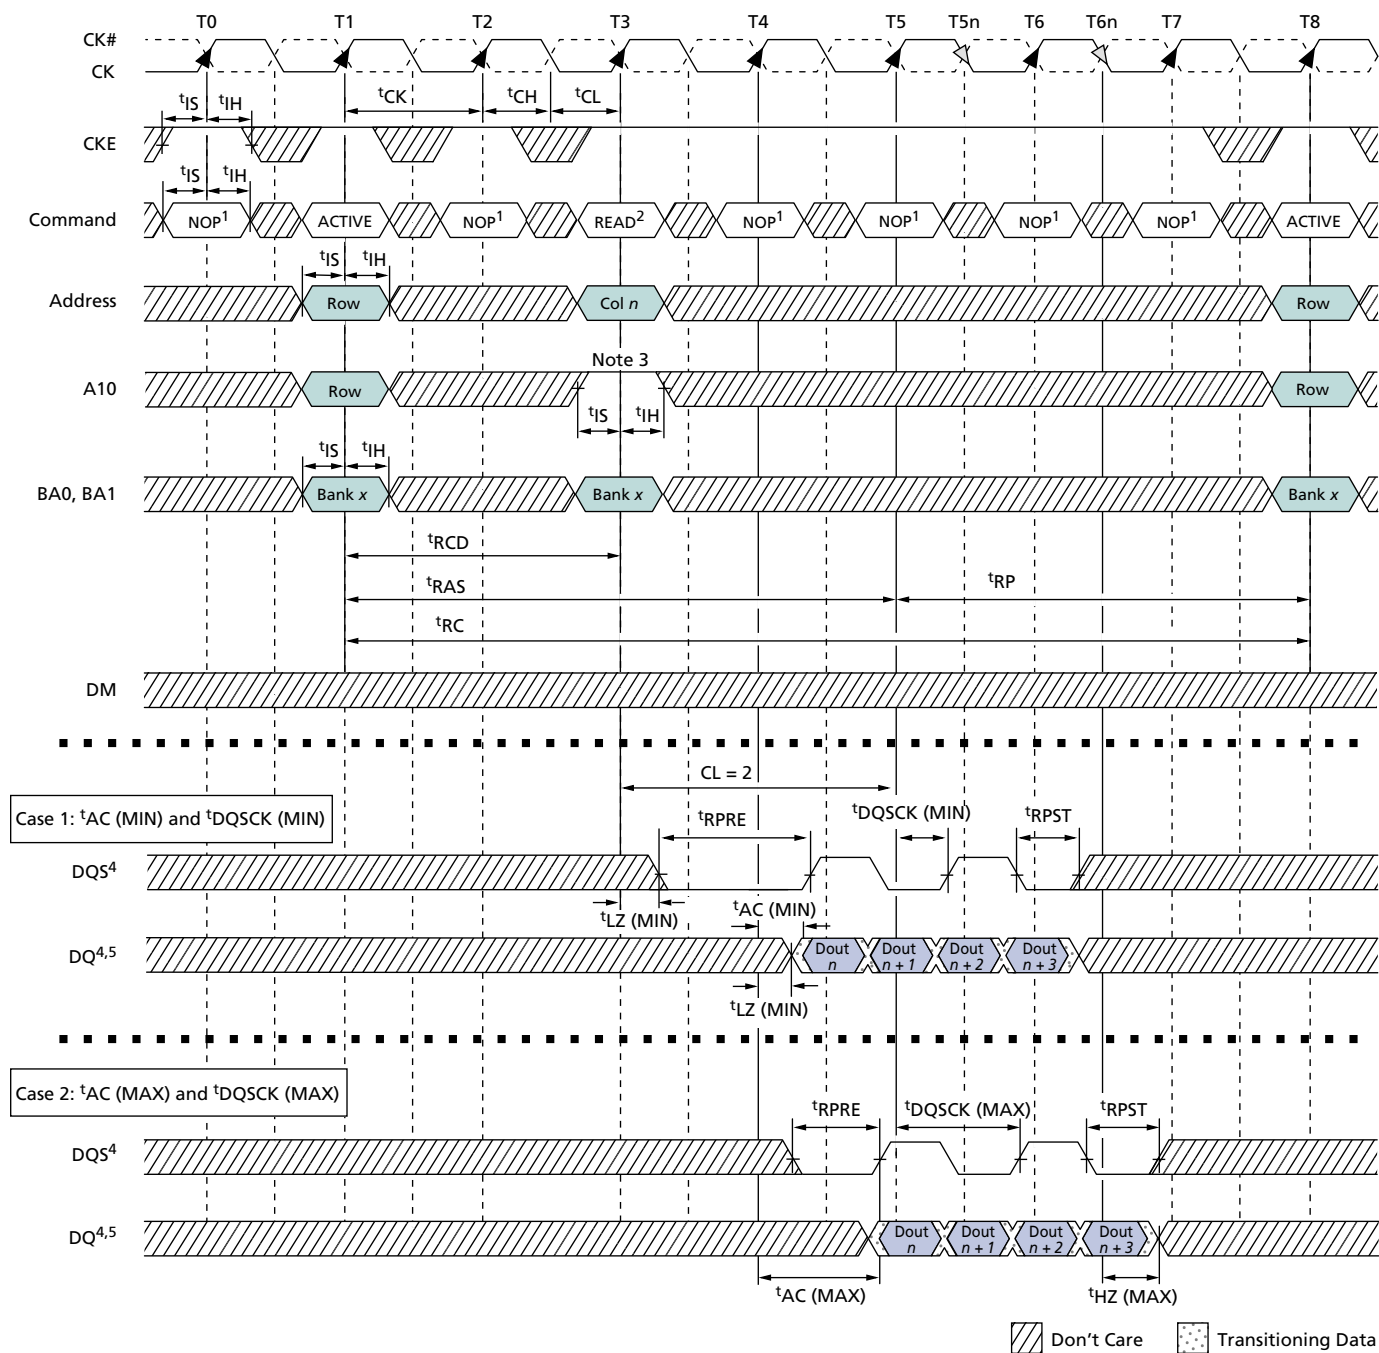 T0 T1 T2 T3 T4 T5 T5n T6 T6n T7 T8
CK#
CK
tIS tIH tCK tCH tCL
CKE
tIS tIH
Command NOP1 ACTIVE NOP1 READ2 NOP1 NOP1 NOP1 NOP1 ACTIVE
tIS tIH
Address Row Col n Row
Note 3
A10 Row Row
tIS tIH
tIS tIH
BA0, BA1 Bank x Bank x Bank x
tRCD
tRAS tRP
tRC
DM
CL = 2
Case 1: tAC (MIN) and tDQSCK (MIN)
tRPRE tDQSCK (MIN) tRPST
DQS4
tLZ (MIN) tAC (MIN)
DQ4,5 Dout n Dout n + 1 Dout n + 2 Dout n + 3
tLZ (MIN)
Case 2: tAC (MAX) and tDQSCK (MAX)
tRPRE tDQSCK (MAX) tRPST
DQS4
DQ4,5 Dout n Dout n + 1 Dout n + 2 Dout n + 3
tAC (MAX) tHZ (MAX)
Don't Care Transitioning Data